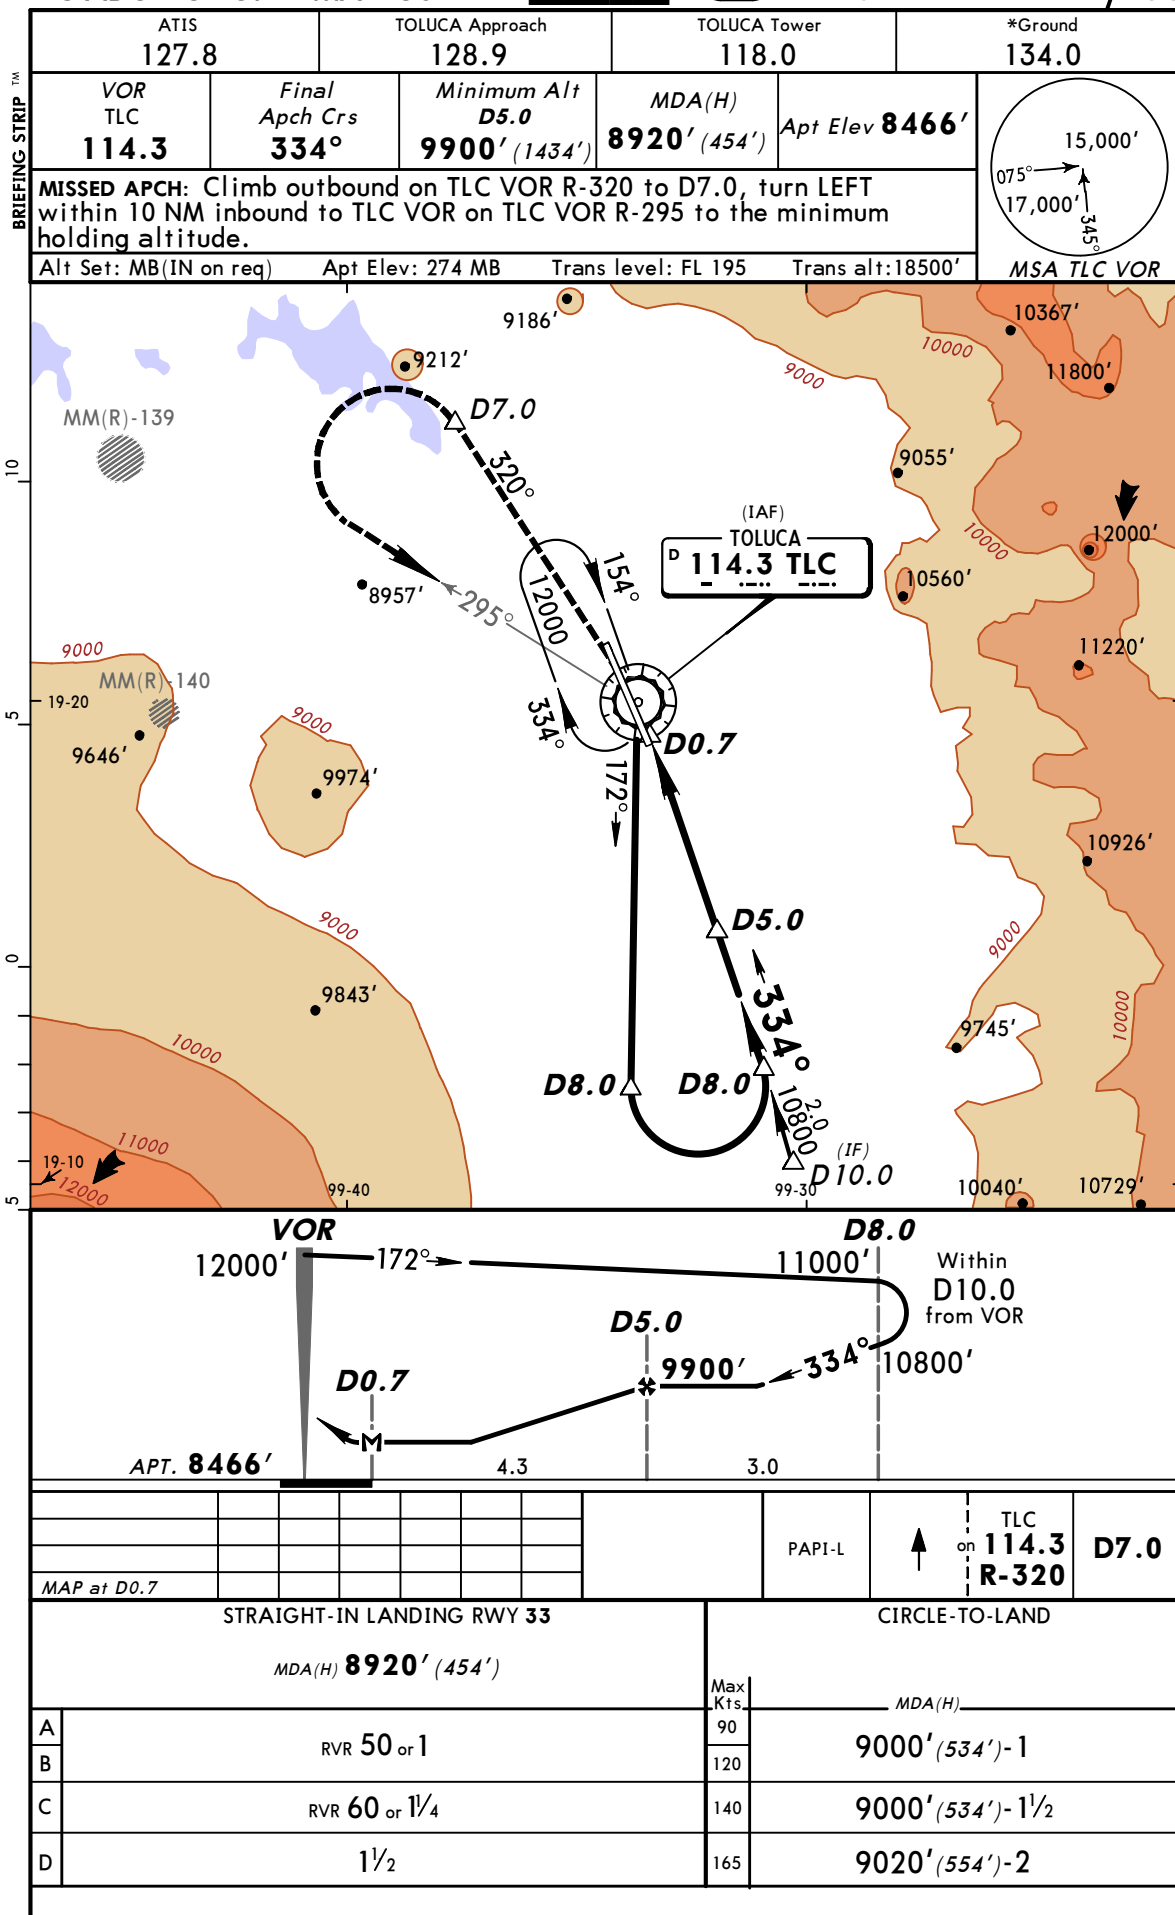 ATIS
127.8
TOLUCA Approach
128.9
TOLUCA Tower
118.0
*Ground
134.0
BRIEFING STRIP ™
VOR
TLC
114.3
Final
Apch Crs
334°
Minimum Alt
D5.0
9900' (1434')
MDA(H)
8920' (454')
Apt Elev 8466'
MISSED APCH: Climb outbound on TLC VOR R-320 to D7.0, turn LEFT
within 10 NM inbound to TLC VOR on TLC VOR R-295 to the minimum
holding altitude.
Alt Set: MB(IN on req) Apt Elev: 274 MB Trans level: FL 195 Trans alt:18500'
15,000'
075°
17,000'
345°
MSA TLC VOR
9186'
9212'
10367'
10000
9000
11800'
MM(R)-139
D7.0
320°
9055'
10
(IAF)
TOLUCA
D 114.3 TLC
10000
12000'
154°
12000
8957'
295°
10560'
9000
11220'
MM(R)-140
19-20
5
334°
9646'
9000
D0.7
172°
9974'
10926'
9000
D5.0
9000
0
9843'
334°
10000
9745'
10000
D8.0
D8.0
2.0
10800
11000
(IF)
D10.0
19-10
12000
99-40
99-30
10040'
10729'
5
VOR
12000'
172°
D8.0
11000'
Within
D10.0
from VOR
D5.0
9900'
334°
10800'
D0.7
M
APT. 8466'
4.3
3.0
MAP at D0.7
PAPI-L
on
TLC
114.3
R-320
D7.0
STRAIGHT-IN LANDING RWY 33
MDA(H) 8920' (454')
CIRCLE-TO-LAND
Max
Kts
MDA(H)
A
B
RVR 50 or 1
90
120
9000' (534')-1
C
RVR 60 or 1 1/4
140
9000' (534')-1 1/2
D
1 1/2
165
9020' (554')-2